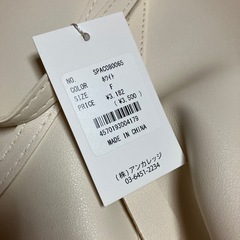 NO. SPAC080065
COLOR ホワイト
SIZE F
PRICE ¥3,182
(¥3,500)
4570193004179
MADE IN CHINA
(株)アンカレッジ
03-6451-2234